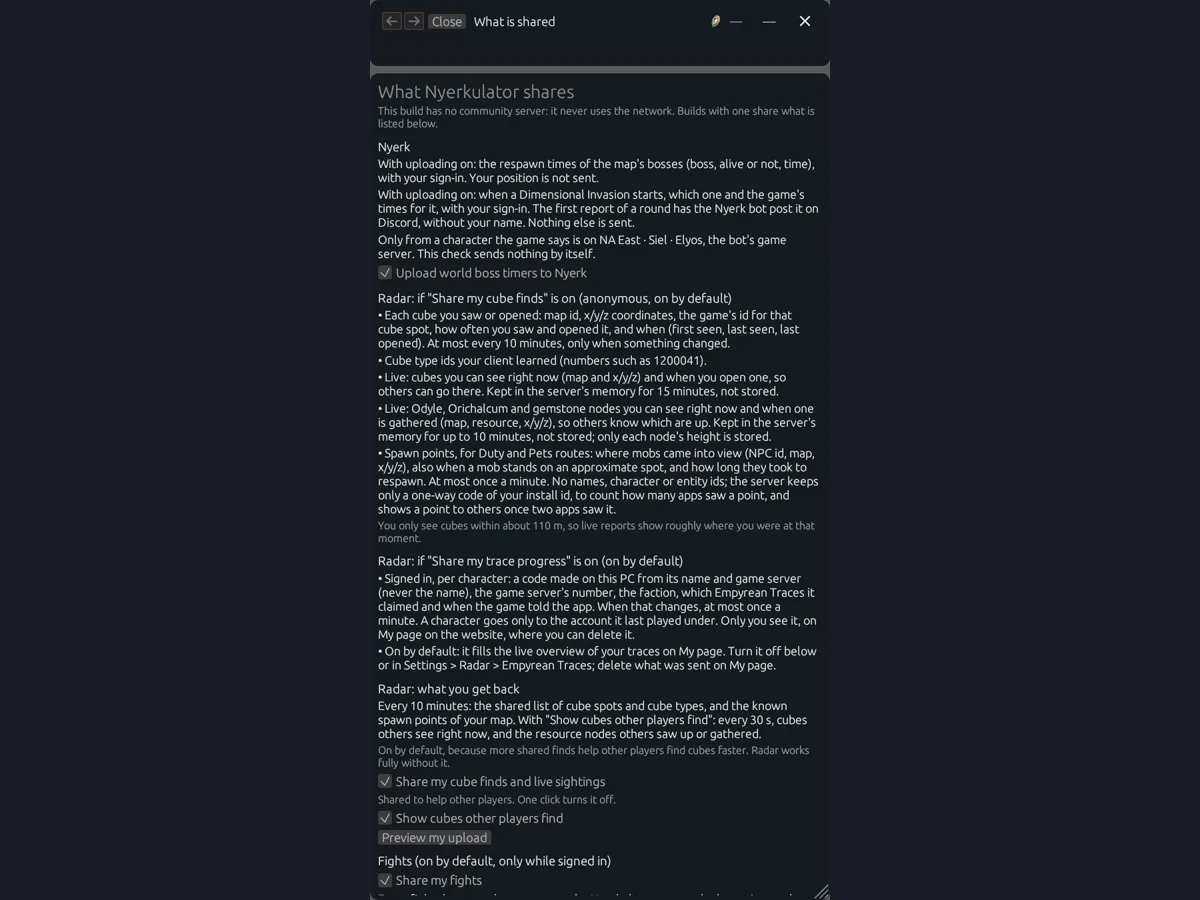 Close What is shared
What Nyerkulator shares
This build has no community server: it never uses the network. Builds with one share what is
listed below.
Nyerk
With uploading on: the respawn times of the map's bosses (boss, alive or not, time),
with your sign-in. Your position is not sent.
With uploading on: when a Dimensional Invasion starts, which one and the game's
times for it, with your sign-in. The first report of a round has the Nyerk bot post it on
Discord, without your name. Nothing else is sent.
Only from a character the game says is on NA East · Siel · Elyos, the bot's game
server. This check sends nothing by itself.
Upload world boss timers to Nyerk
Radar: if "Share my cube finds" is on (anonymous, on by default)
• Each cube you saw or opened: map id, x/y/z coordinates, the game's id for that
cube spot, how often you saw and opened it, and when (first seen, last seen, last
opened). At most every 10 minutes, only when something changed.
• Cube type ids your client learned (numbers such as 1200041).
• Live: cubes you can see right now (map and x/y/z) and when you open one, so
others can go there. Kept in the server's memory for 15 minutes, not stored.
• Live: Odyle, Orichalcum and gemstone nodes you can see right now and when one
is gathered (map, resource, x/y/z), so others know which are up. Kept in the server's
memory for up to 10 minutes, not stored; only each node's height is stored.
• Spawn points, for Duty and Pets routes: where mobs came into view (NPC id, map,
x/y/z), also when a mob stands on an approximate spot, and how long they took to
respawn. At most once a minute. No names, character or entity ids; the server keeps
only a one-way code of your install id, to count how many apps saw a point, and
shows a point to others once two apps saw it.
You only see cubes within about 110 m, so live reports show roughly where you were at that
moment.
Radar: if "Share my trace progress" is on (on by default)
• Signed in, per character: a code made on this PC from its name and game server
(never the name), the game server's number, the faction, which Empyrean Traces it
claimed and when the game told the app. When that changes, at most once a
minute. A character goes only to the account it last played under. Only you see it, on
My page on the website, where you can delete it.
• On by default: it fills the live overview of your traces on My page. Turn it off below
or in Settings > Radar > Empyrean Traces; delete what was sent on My page.
Radar: what you get back
Every 10 minutes: the shared list of cube spots and cube types, and the known
spawn points of your map. With "Show cubes other players find": every 30 s, cubes
others see right now, and the resource nodes others saw up or gathered.
On by default, because more shared finds help other players find cubes faster. Radar works
fully without it.
Share my cube finds and live sightings
Shared to help other players. One click turns it off.
Show cubes other players find
Preview my upload
Fights (on by default, only while signed in)
Share my fights